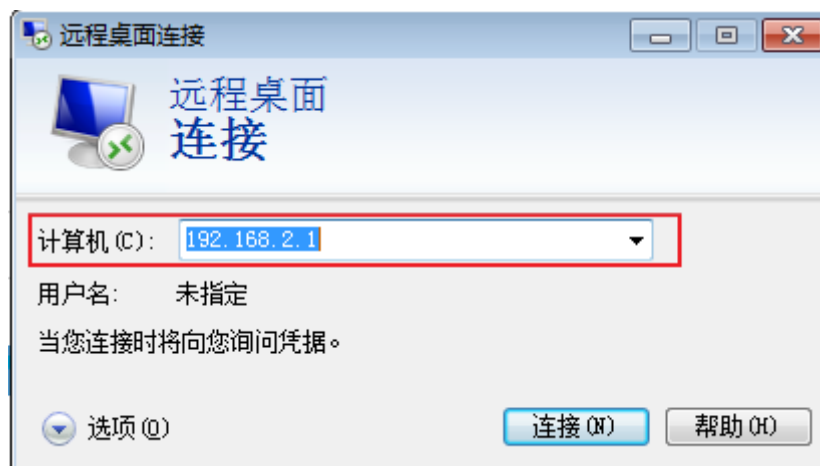 远程桌面连接
远程桌面
连接
计算机(C): 192.168.2.1
用户名: 未指定
当您连接时将向您询问凭据。
选项(O) 连接(N) 帮助(H)